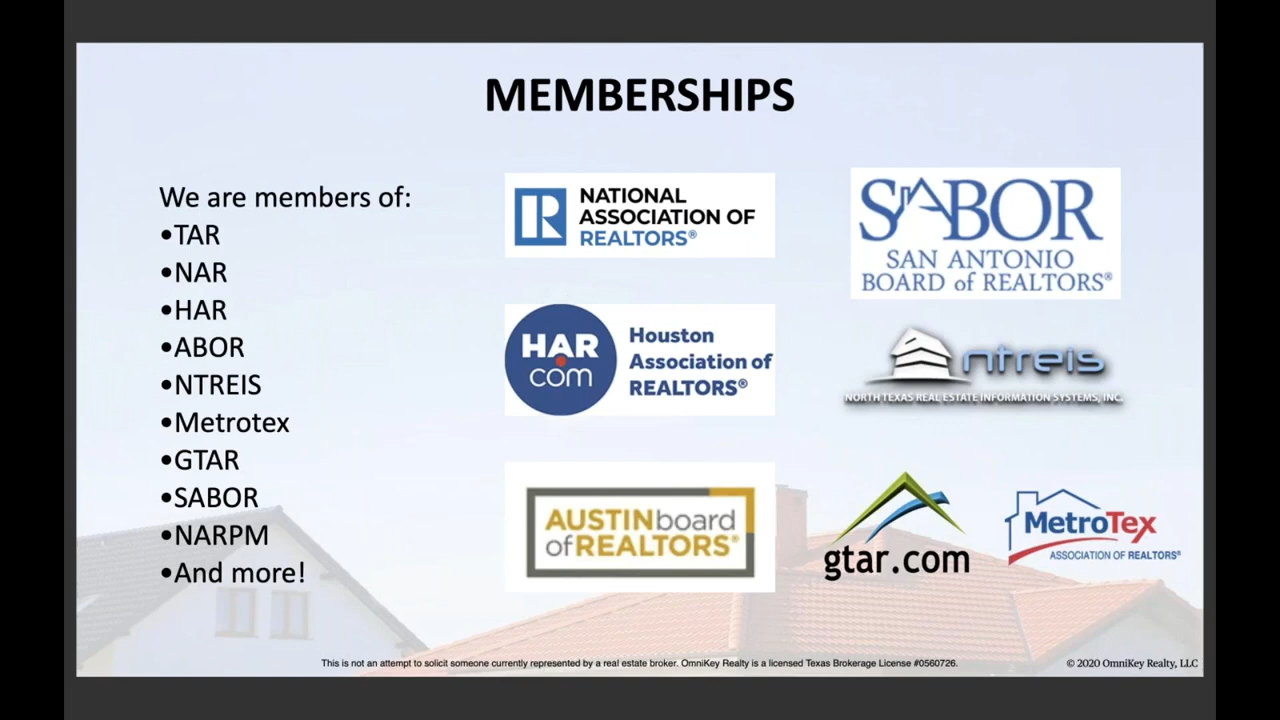 MEMBERSHIPS
We are members of:
•TAR
•NAR
•HAR
•ABOR
•NTREIS
•Metrotex
•GTAR
•SABOR
•NARPM
•And more!
NATIONAL
ASSOCIATION OF
REALTORS®
SABOR
SAN ANTONIO
BOARD of REALTORS®
HAR
com
Houston
Association of
REALTORS®
ntreis
NORTH TEXAS REAL ESTATE INFORMATION SYSTEMS, INC.
AUSTINboard
ofREALTORS®
gtar.com
MetroTex
ASSOCIATION OF REALTORS®
This is not an attempt to solicit someone currently represented by a real estate broker. OmniKey Realty is a licensed Texas Brokerage License #0560726.
© 2020 OmniKey Realty, LLC